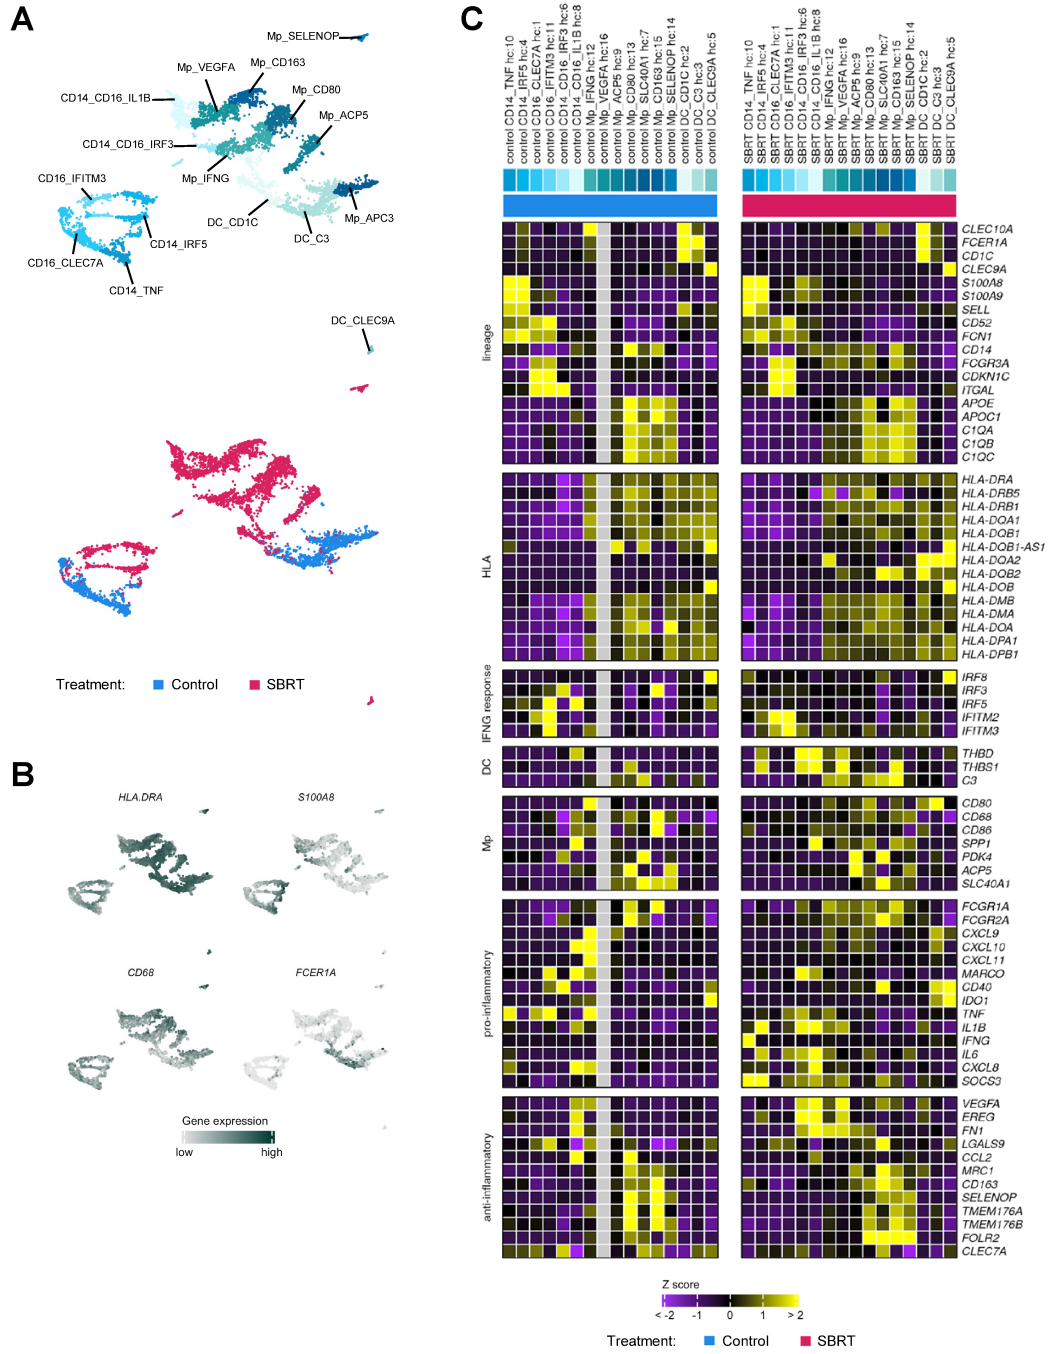 A
Mp_SELENOP
Mp_VEGFA
Mp_CD163
CD14_CD16_IL1B
Mp_CD80
Mp_ACP5
CD14_CD16_IRF3
CD16_IFITM3
Mp_IFNG
DC_CD1C
Mp_APC3
DC_C3
CD14_IRF5
CD16_CLEC7A
CD14_TNF
DC_CLEC9A
Treatment:
Control
SBRT
B
HLA.DRA
S100A8
CD68
FCER1A
Gene expression
low
high
C
control CD14_TNF hc:10
control CD14_IRF5 hc:4
control CD16_CLEC7A hc:1
control CD16_IFITM3 hc:11
control CD14_CD16_IRF3 hc:6
control CD14_CD16_IL1B hc:8
control Mp_IFNG hc:12
control Mp_VEGFA hc:16
control Mp_ACP5 hc:9
control Mp_CD80 hc:13
control Mp_SLC40A1 hc:7
control Mp_CD163 hc:15
control Mp_SELENOP hc:14
control DC_CD1C hc:2
control DC_C3 hc:3
control DC_CLEC9A hc:5
SBRT CD14_TNF hc:10
SBRT CD14_IRF5 hc:4
SBRT CD16_CLEC7A hc:1
SBRT CD16_IFITM3 hc:11
SBRT CD14_CD16_IRF3 hc:6
SBRT CD14_CD16_IL1B hc:8
SBRT Mp_IFNG hc:12
SBRT Mp_VEGFA hc:16
SBRT Mp_ACP5 hc:9
SBRT Mp_CD80 hc:13
SBRT Mp_SLC40A1 hc:7
SBRT Mp_CD163 hc:15
SBRT Mp_SELENOP hc:14
SBRT DC_CD1C hc:2
SBRT DC_C3 hc:3
SBRT DC_CLEC9A hc:5
lineage
CLEC10A
FCER1A
CD1C
CLEC9A
S100A8
S100A9
SELL
CD52
FCN1
CD14
FCGR3A
CDKN1C
ITGAL
APOE
APOC1
C1QA
C1QB
C1QC
HLA
HLA-DRA
HLA-DRB5
HLA-DRB1
HLA-DQA1
HLA-DQB1
HLA-DQB1-AS1
HLA-DQA2
HLA-DQB2
HLA-DOB
HLA-DMB
HLA-DMA
HLA-DOA
HLA-DPA1
HLA-DPB1
IFNG response
IRF8
IRF3
IRF5
IFITM2
IFITM3
DC
THBD
THBS1
C3
Mp
CD80
CD68
CD86
SPP1
PDK4
ACP5
SLC40A1
pro-inflammatory
FCGR1A
FCGR2A
CXCL9
CXCL10
CXCL11
MARCO
CD40
IDO1
TNF
IL1B
IFNG
IL6
CXCL8
SOCS3
anti-inflammatory
VEGFA
EREG
FN1
LGALS9
CCL2
MRC1
CD163
SELENOP
TMEM176A
TMEM176B
FOLR2
CLEC7A
Z score
< -2 -1 0 1 > 2
Treatment:
Control
SBRT